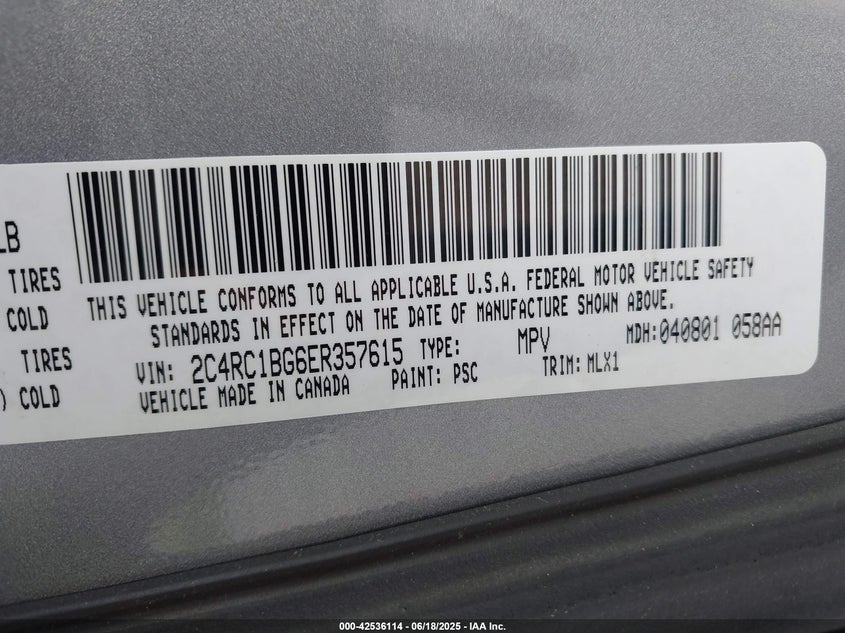 LB
TIRES
COLD
TIRES
) COLD
THIS VEHICLE CONFORMS TO ALL APPLICABLE U.S.A. FEDERAL MOTOR VEHICLE SAFETY
STANDARDS IN EFFECT ON THE DATE OF MANUFACTURE SHOWN ABOVE.
VIN: 2C4RC1BG6ER357615 TYPE: MPV MDH:040801 058AA
VEHICLE MADE IN CANADA PAINT: PSC TRIM: MLX1
000-42536114 - 06/18/2025 - IAA Inc.